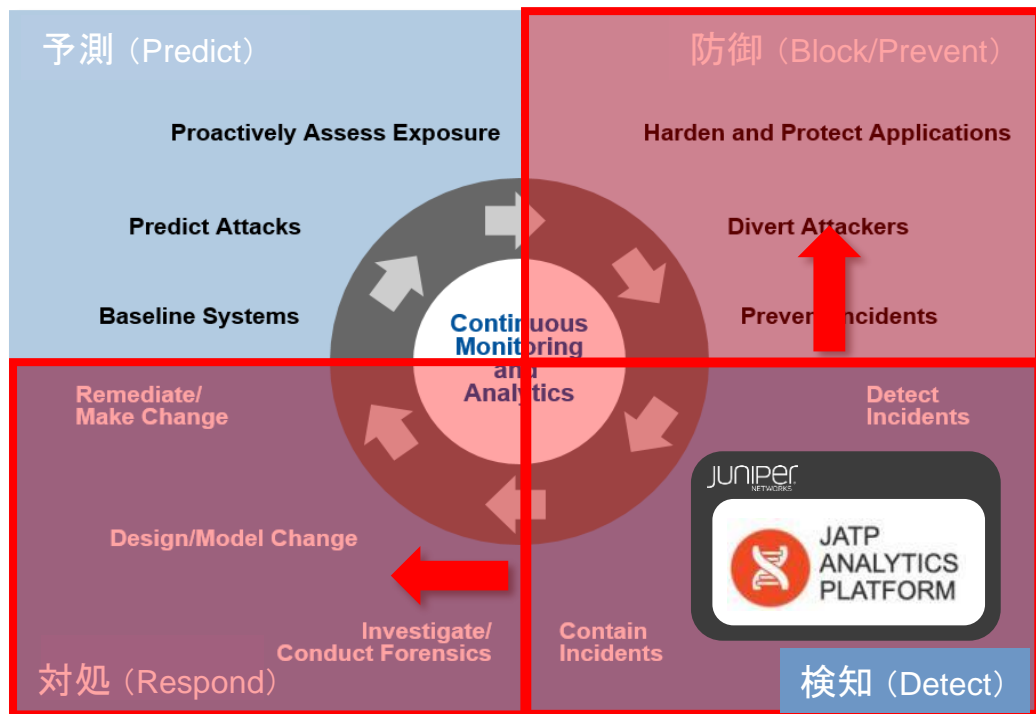 予測（Predict）
Proactively Assess Exposure
Predict Attacks
Baseline Systems
防御（Block/Prevent）
Harden and Protect Applications
Divert Attackers
Prevent Incidents
Continuous
Monitoring
and
Analytics
Remediate/
Make Change
Design/Model Change
Investigate/
Conduct Forensics
対処（Respond）
Detect
Incidents
JUNIPER
NETWORKS
JATP
ANALYTICS
PLATFORM
Contain
Incidents
検知（Detect）